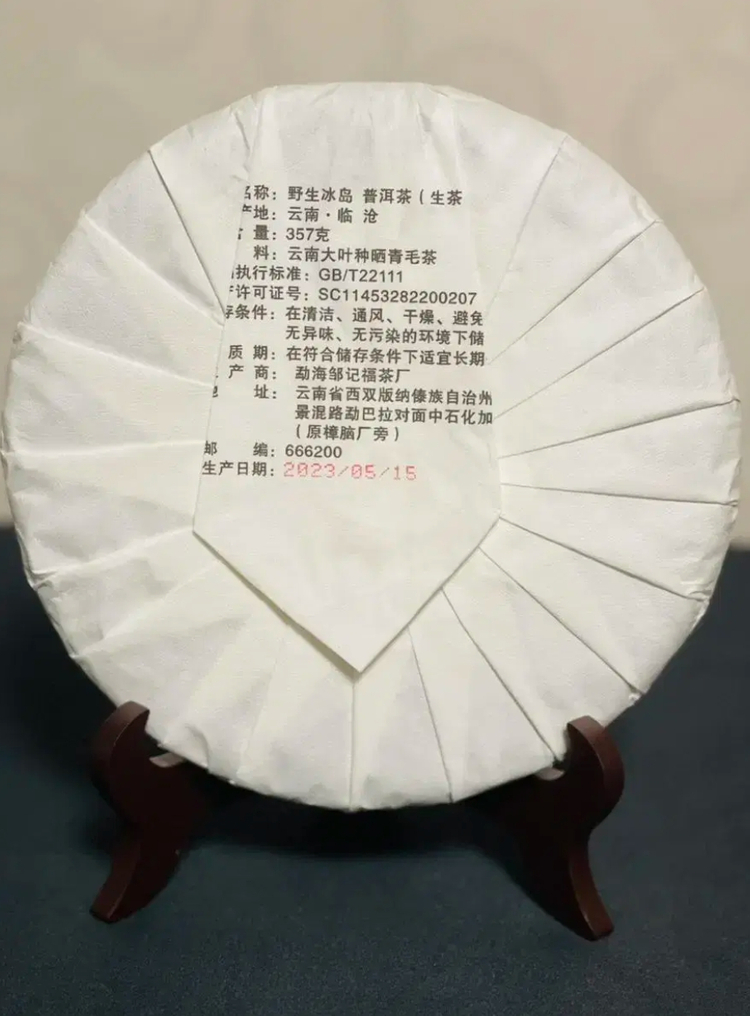 名称：野生冰岛 普洱茶（生茶
产地：云南·临 沧
量：357克
料：云南大叶种晒青毛茶
执行标准：GB/T22111
许可证号：SC11453282200207
存条件：在清洁、通风、干燥、避免
无异味、无污染的环境下储
质 期：在符合储存条件下适宜长期
产 商：勐海邹记福茶厂
址：云南省西双版纳傣族自治州
景混路勐巴拉对面中石化加
（原樟脑厂旁）
邮 编：666200
生产日期：2023/05/15